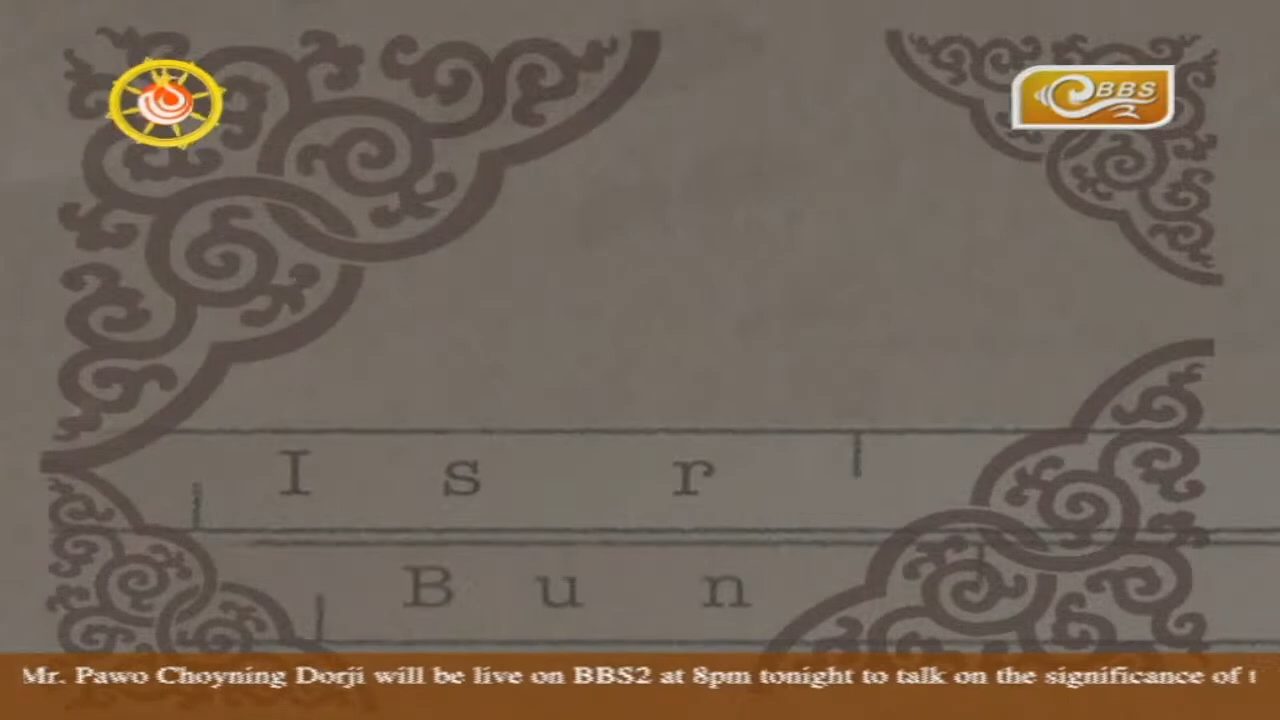 BBS
2
I s r
B u n
Mr. Pawo Choyning Dorji will be live on BBS2 at 8pm tonight to talk on the significance of